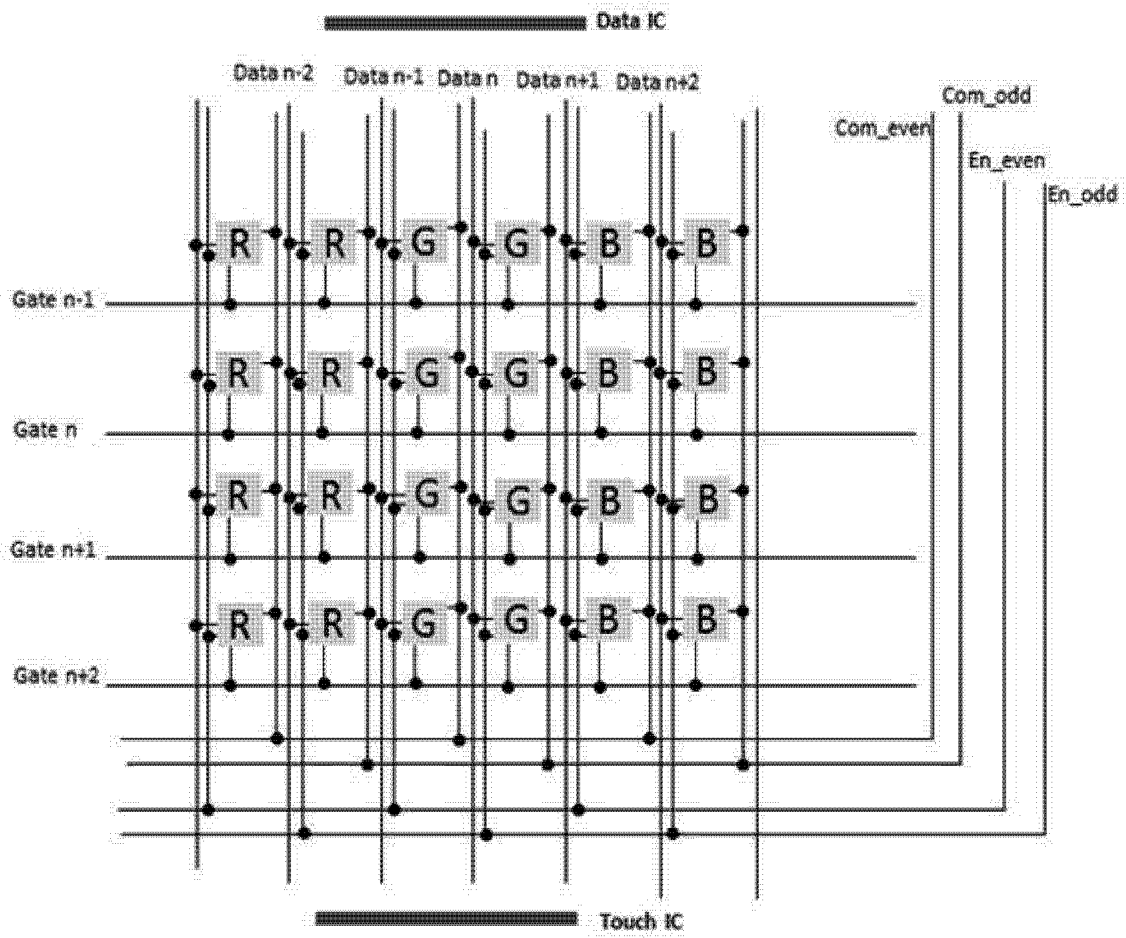 Data IC
Data n-2 Data n-1 Data n Data n+1 Data n+2
Com_odd
Com_even
En_even
En_odd
R R G G B B
Gate n-1
R R G G B B
Gate n
R R G G B B
Gate n+1
R R G G B B
Gate n+2
Touch IC